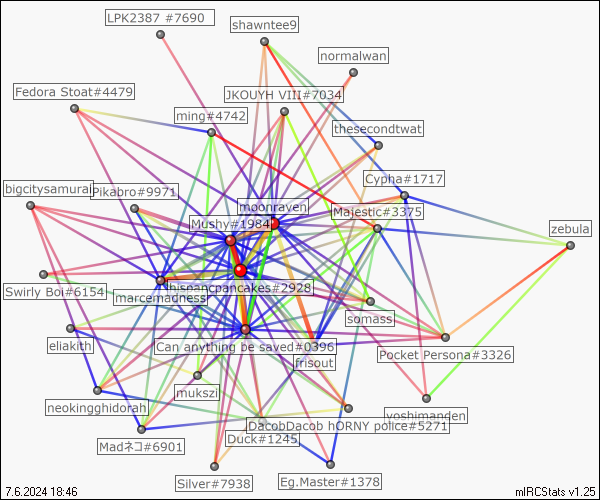 LPK2387 #7690
shawntee9
normalwan
Fedora Stoat#4479
JKOUYH VIII#7034
ming#4742
thesecondtwat
Cypha#1717
bigcitysamurai
Pikabro#9971
moonraven
Majestic#3375
Mushy#1984
zebula
Swirly Boi#6154
hispanicpancakes#2928
marcemadness
somass
eliakith
Can anything be saved#0396
Pocket Persona#3326
frisout
mukszi
neokingghidorah
yoshimanden
DacobDacob hORNY police#5271
Duck#1245
Madネコ#6901
Silver#7938
Eg.Master#1378
7.6.2024 18:46
mIRCStats v1.25